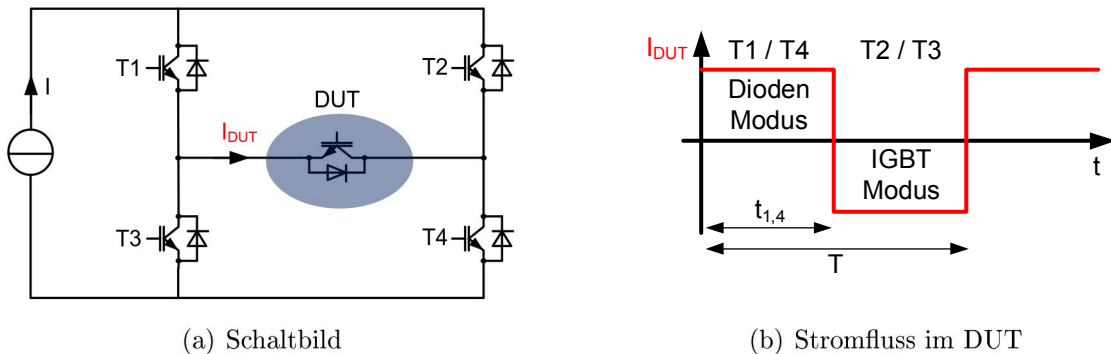 I
T1
T2
DUT
I_DUT
T3
T4
(a) Schaltbild
I_DUT
T1 / T4
T2 / T3
Dioden
Modus
IGBT
Modus
t
t_1,4
T
(b) Stromfluss im DUT